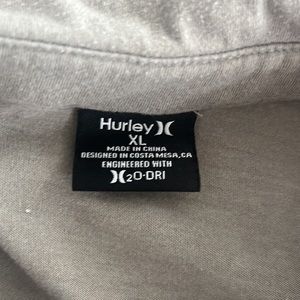 Hurley )(
XL
MADE IN CHINA
DESIGNED IN COSTA MESA,CA
ENGINEERED WITH
)(2O-DRI